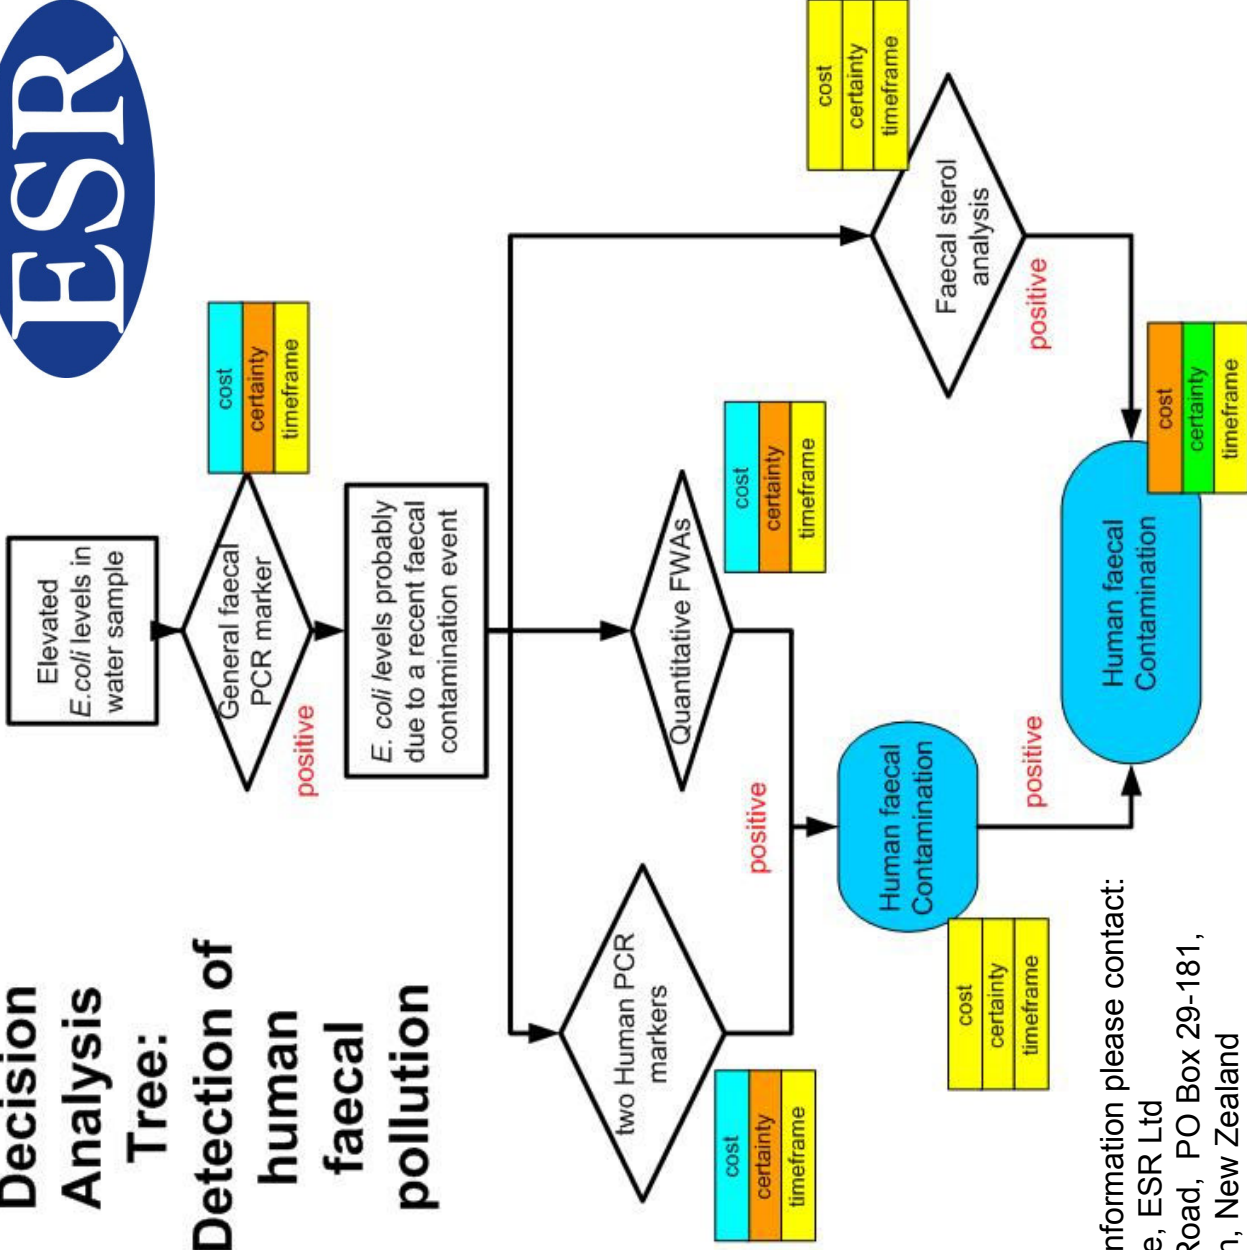 Decision
Analysis
Tree:
Detection of
human
faecal
pollution
ESR
Elevated
E.coli levels in
water sample
General faecal
PCR marker
cost
certainty
timeframe
positive
E. coli levels probably
due to a recent faecal
contamination event
two Human PCR
markers
cost
certainty
timeframe
Quantitative FWAs
cost
certainty
timeframe
Faecal sterol
analysis
cost
certainty
timeframe
positive
Human faecal
Contamination
cost
certainty
timeframe
positive
positive
Human faecal
Contamination
cost
certainty
timeframe
please contact:
ESR Ltd
Road, PO Box 29-181,
New Zealand